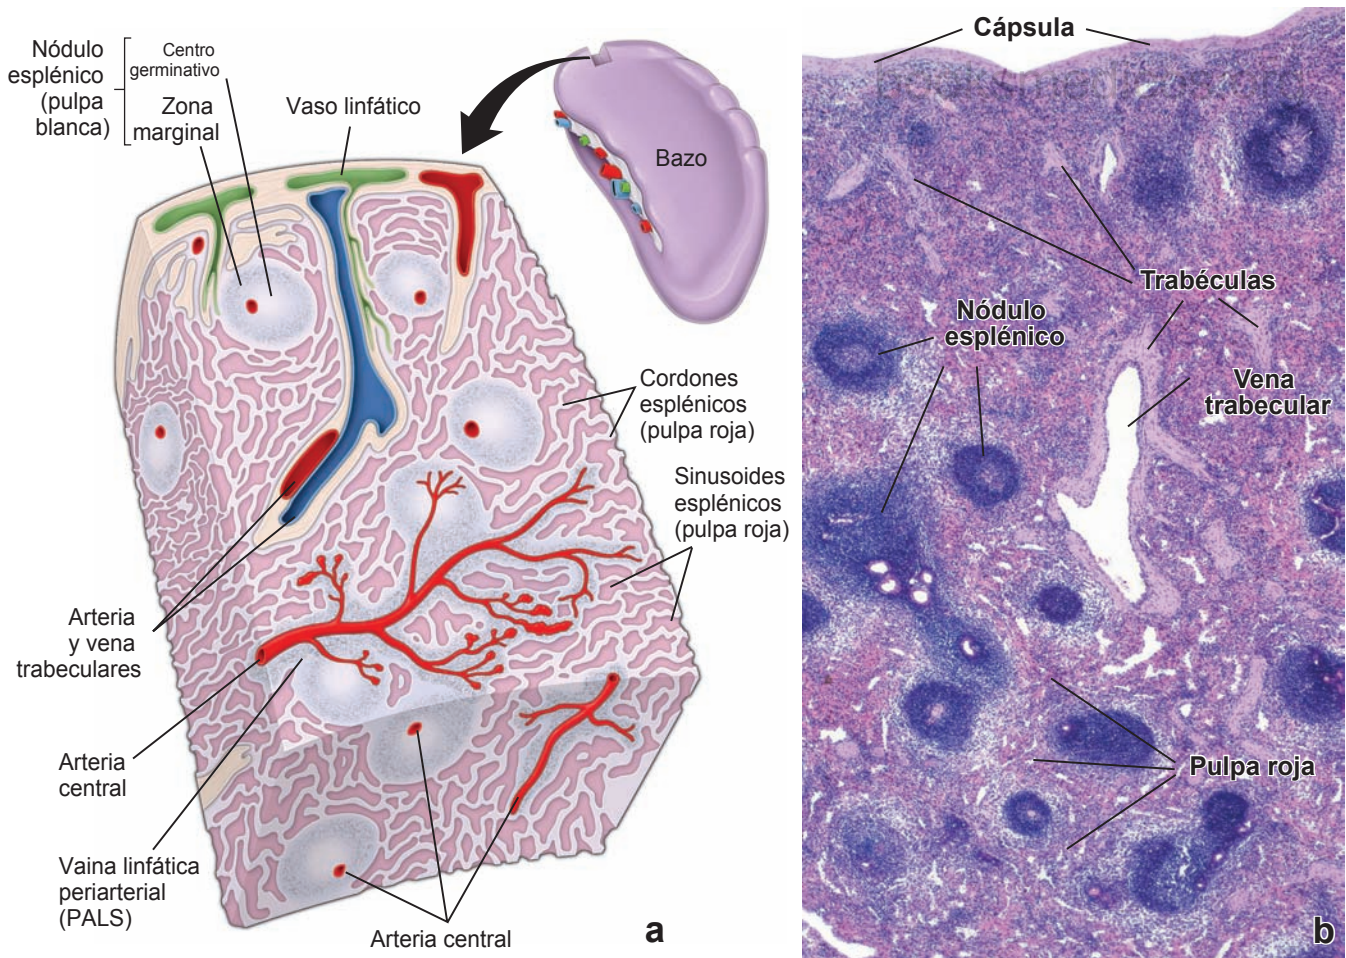 Nódulo
esplénico
(pulpa
blanca)
Centro
germinativo
Zona
marginal
Vaso linfático
Bazo
Cordones
esplénicos
(pulpa roja)
Sinusoides
esplénicos
(pulpa roja)
Arteria
y vena
trabeculares
Arteria
central
Vaina linfática
periarterial
(PALS)
Arteria central
a
Cápsula
Trabéculas
Nódulo
esplénico
Vena
trabecular
Pulpa roja
b